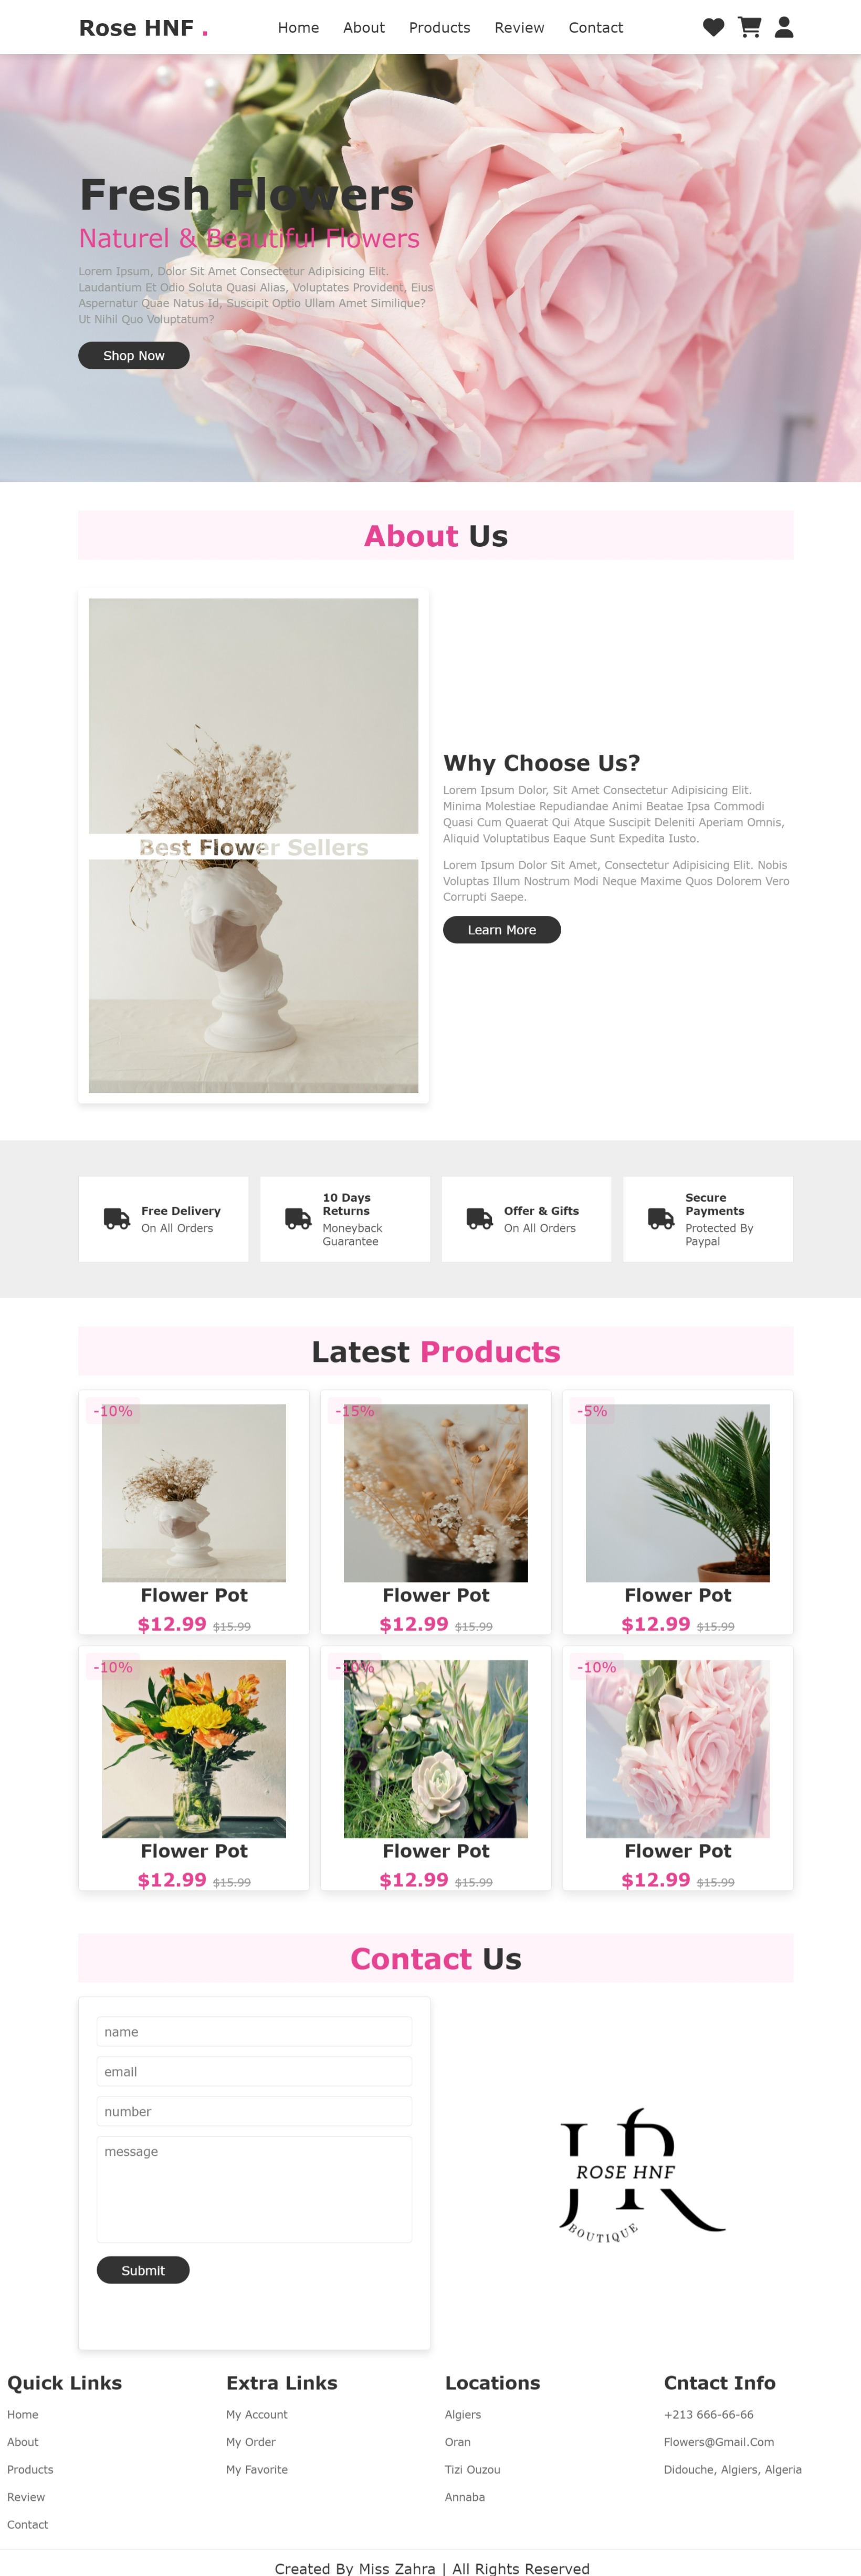 Rose HNF .
Home About Products Review Contact
Fresh Flowers
Naturel & Beautiful Flowers
Lorem Ipsum, Dolor Sit Amet Consectetur Adipisicing Elit.
Laudantium Et Odio Soluta Quasi Alias, Voluptates Provident, Eius
Aspernatur Quae Natus Id, Suscipit Optio Ullam Amet Similique?
Ut Nihil Quo Voluptatum?
Shop Now
About Us
Best Flower Sellers
Why Choose Us?
Lorem Ipsum Dolor, Sit Amet Consectetur Adipisicing Elit.
Minima Molestiae Repudiandae Animi Beatae Ipsa Commodi
Quasi Cum Quaerat Qui Atque Suscipit Deleniti Aperiam Omnis,
Aliquid Voluptatibus Eaque Sunt Expedita Iusto.
Lorem Ipsum Dolor Sit Amet, Consectetur Adipisicing Elit. Nobis
Voluptas Illum Nostrum Modi Neque Maxime Quos Dolorem Vero
Corrupti Saepe.
Learn More
Free Delivery
On All Orders
10 Days
Returns
Moneyback
Guarantee
Offer & Gifts
On All Orders
Secure
Payments
Protected By
Paypal
Latest Products
-10%
Flower Pot
$12.99 $15.99
-15%
Flower Pot
$12.99 $15.99
-5%
Flower Pot
$12.99 $15.99
-10%
Flower Pot
$12.99 $15.99
-10%
Flower Pot
$12.99 $15.99
-10%
Flower Pot
$12.99 $15.99
Contact Us
name
email
number
message
Submit
JR
ROSE HNF
BOUTIQUE
Quick Links
Home
About
Products
Review
Contact
Extra Links
My Account
My Order
My Favorite
Locations
Algiers
Oran
Tizi Ouzou
Annaba
Cntact Info
+213 666-66-66
Flowers@Gmail.Com
Didouche, Algiers, Algeria
Created By Miss Zahra | All Rights Reserved